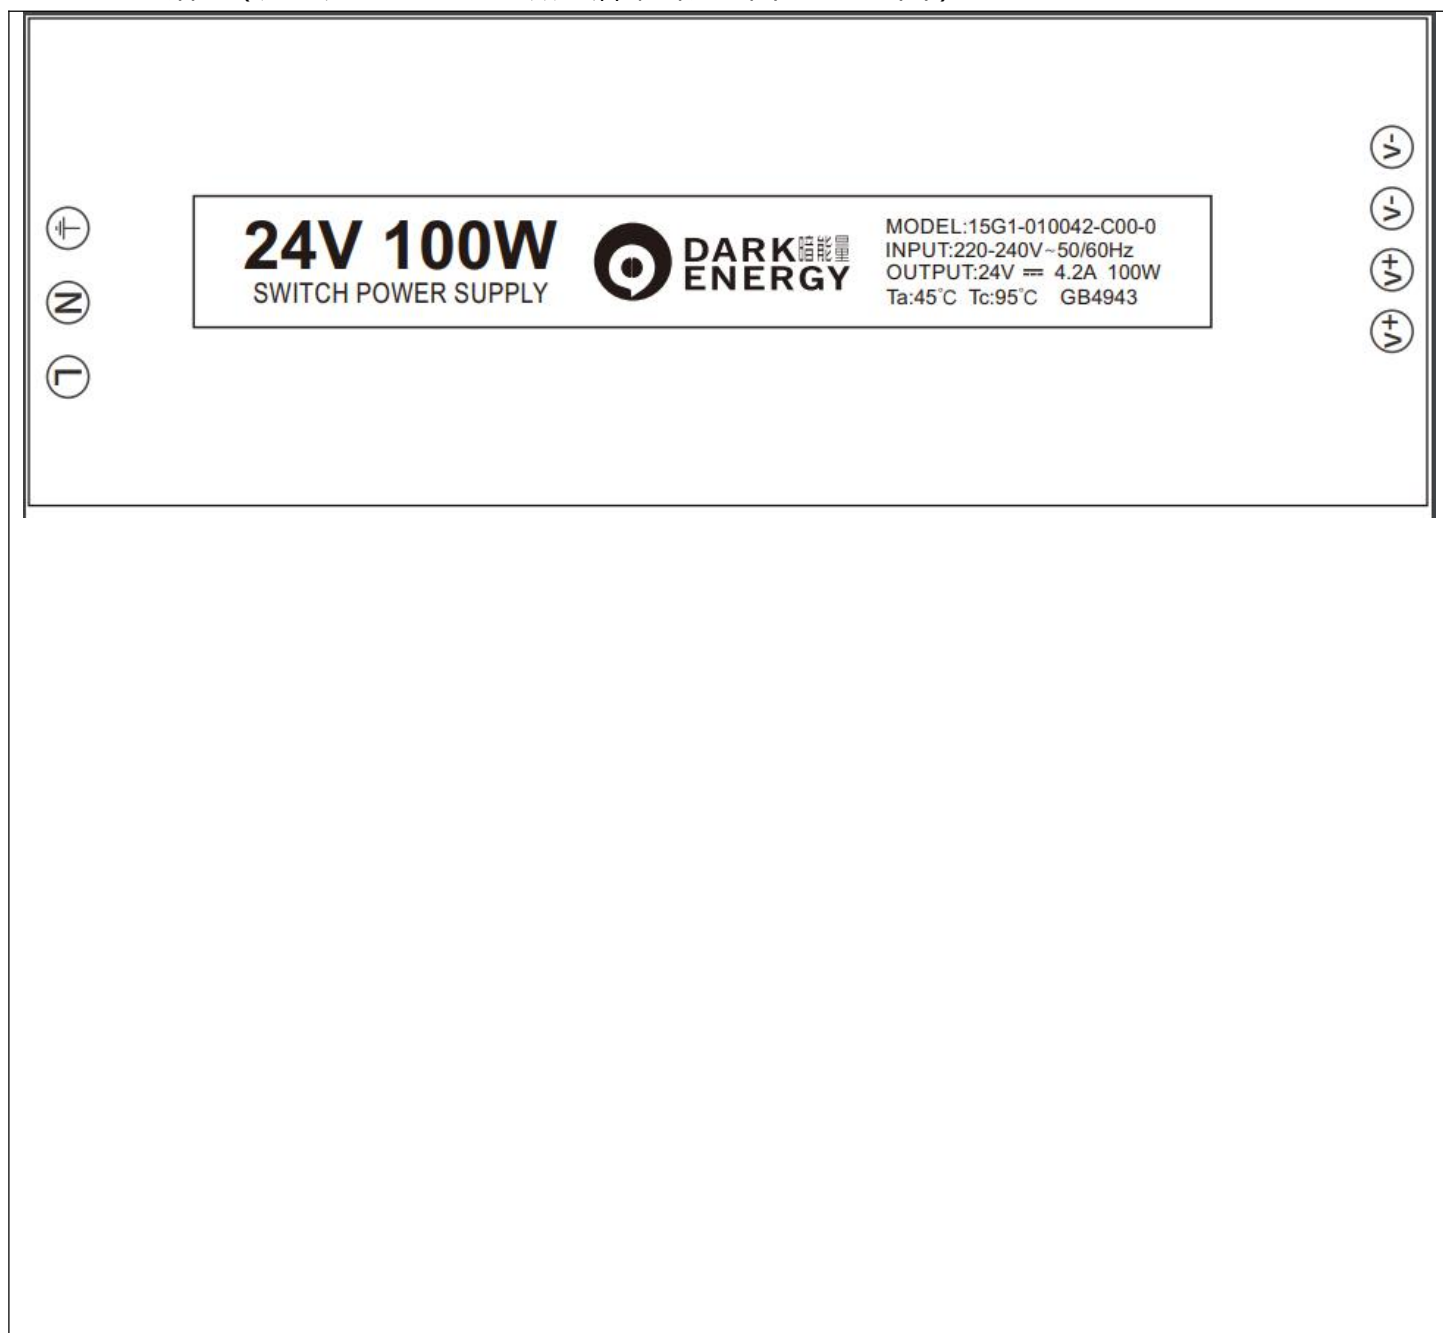 N
L
24V 100W
SWITCH POWER SUPPLY
DARK暗能量
ENERGY
MODEL:15G1-010042-C00-0
INPUT:220-240V~50/60Hz
OUTPUT:24V ⎓ 4.2A 100W
Ta:45°C Tc:95°C GB4943
V-
V-
V+
V+